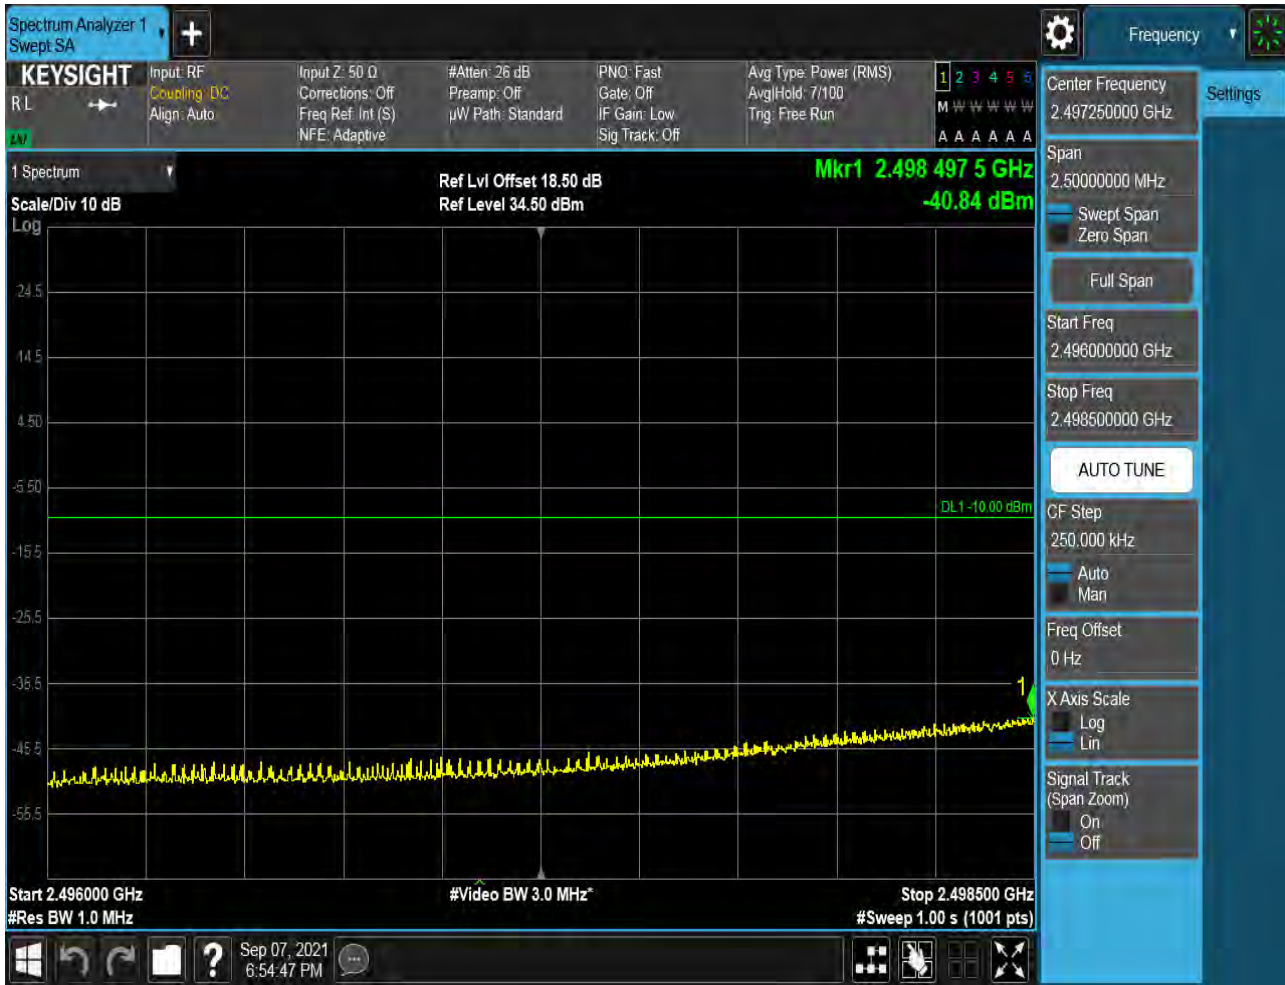 Spectrum Analyzer 1
Swept SA
Frequency
KEYSIGHT
R L
LNI
Input: RF
Coupling: DC
Align: Auto
Input Z: 50 Ω
Corrections: Off
Freq Ref: Int (S)
NFE: Adaptive
#Atten: 26 dB
Preamp: Off
µW Path: Standard
PNO: Fast
Gate: Off
IF Gain: Low
Sig Track: Off
Avg Type: Power (RMS)
Avg|Hold: 7/100
Trig: Free Run
1 2 3 4 5 6
M W W W W W
A A A A A A
1 Spectrum
Scale/Div 10 dB
Log
Ref Lvl Offset 18.50 dB
Ref Level 34.50 dBm
Mkr1 2.498 497 5 GHz
-40.84 dBm
24.5
14.5
4.50
-5.50
DL1 -10.00 dBm
-15.5
-25.5
-35.5
1
-45.5
-55.5
Start 2.496000 GHz
#Res BW 1.0 MHz
#Video BW 3.0 MHz*
Stop 2.498500 GHz
#Sweep 1.00 s (1001 pts)
Center Frequency
2.497250000 GHz
Span
2.50000000 MHz
Swept Span
Zero Span
Full Span
Start Freq
2.496000000 GHz
Stop Freq
2.498500000 GHz
AUTO TUNE
CF Step
250.000 kHz
Auto
Man
Freq Offset
0 Hz
X Axis Scale
Log
Lin
Signal Track
(Span Zoom)
On
Off
Settings
?
Sep 07, 2021
6:54:47 PM